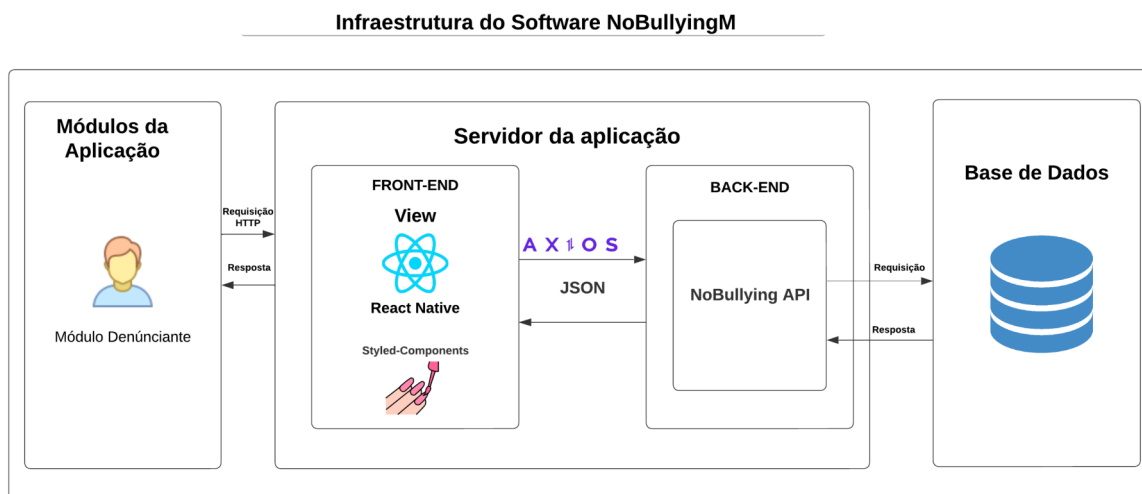 Infraestrutura do Software NoBullyingM
Módulos da
Aplicação
Módulo Denúnciante
Requisição
HTTP
Resposta
Servidor da aplicação
FRONT-END
View
React Native
Styled-Components
AXIOS
JSON
BACK-END
NoBullying API
Requisição
Resposta
Base de Dados